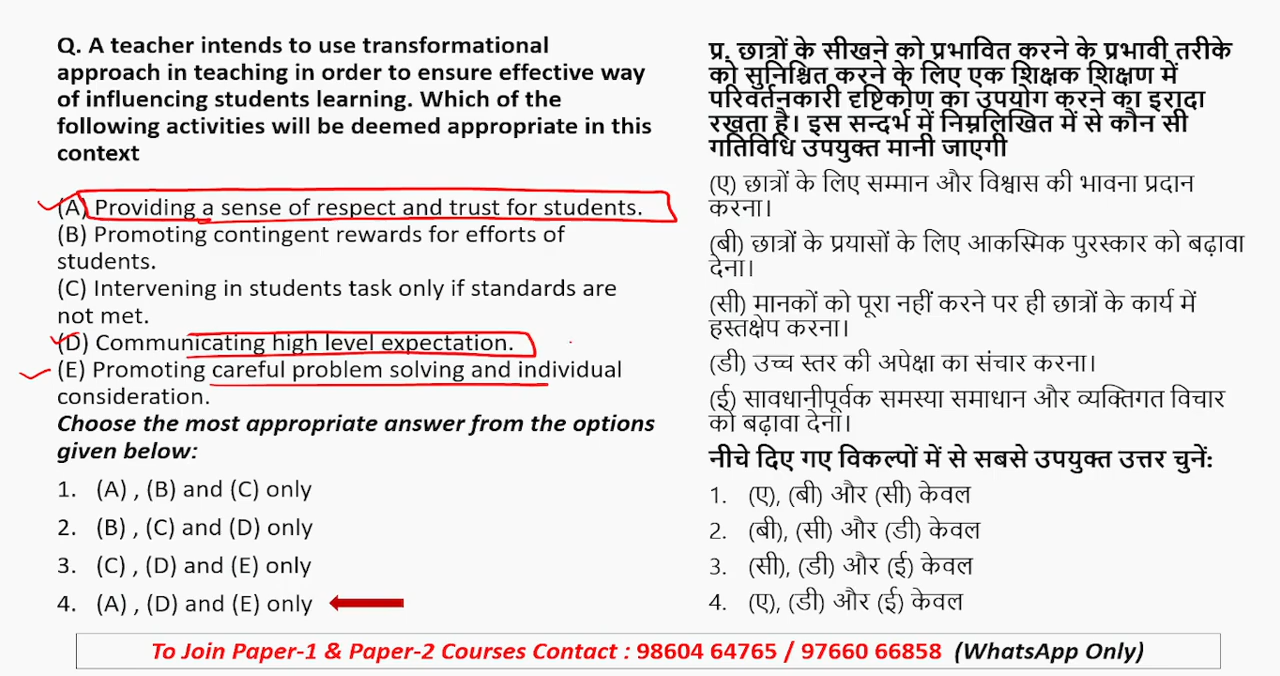 Q. A teacher intends to use transformational
approach in teaching in order to ensure effective way
of influencing students learning. Which of the
following activities will be deemed appropriate in this
context
(A) Providing a sense of respect and trust for students.
(B) Promoting contingent rewards for efforts of
students.
(C) Intervening in students task only if standards are
not met.
(D) Communicating high level expectation.
(E) Promoting careful problem solving and individual
consideration.
Choose the most appropriate answer from the options
given below:
1. (A) , (B) and (C) only
2. (B) , (C) and (D) only
3. (C) , (D) and (E) only
4. (A) , (D) and (E) only
प्र. छात्रों के सीखने को प्रभावित करने के प्रभावी तरीके
को सुनिश्चित करने के लिए एक शिक्षक शिक्षण में
परिवर्तनकारी दृष्टिकोण का उपयोग करने का इरादा
रखता है। इस सन्दर्भ में निम्नलिखित में से कौन सी
गतिविधि उपयुक्त मानी जाएगी
(ए) छात्रों के लिए सम्मान और विश्वास की भावना प्रदान
करना।
(बी) छात्रों के प्रयासों के लिए आकस्मिक पुरस्कार को बढ़ावा
देना।
(सी) मानकों को पूरा नहीं करने पर ही छात्रों के कार्य में
हस्तक्षेप करना।
(डी) उच्च स्तर की अपेक्षा का संचार करना।
(ई) सावधानीपूर्वक समस्या समाधान और व्यक्तिगत विचार
को बढ़ावा देना।
नीचे दिए गए विकल्पों में से सबसे उपयुक्त उत्तर चुनें:
1. (ए), (बी) और (सी) केवल
2. (बी), (सी) और (डी) केवल
3. (सी), (डी) और (ई) केवल
4. (ए), (डी) और (ई) केवल
To Join Paper-1 & Paper-2 Courses Contact : 98604 64765 / 97660 66858 (WhatsApp Only)